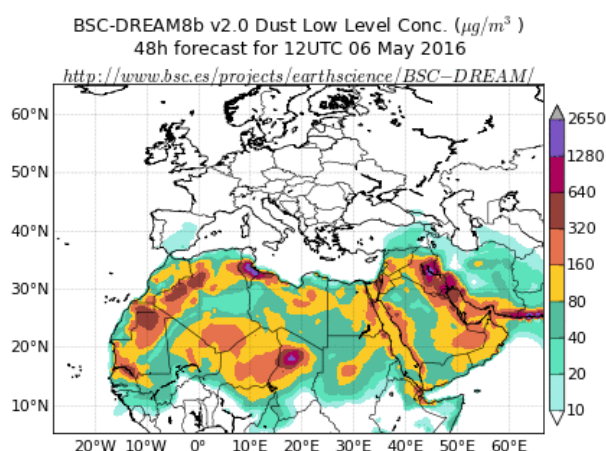 BSC-DREAM8b v2.0 Dust Low Level Conc. (μg/m³ )
48h forecast for 12UTC 06 May 2016
http://www.bsc.es/projects/earthscience/BSC−DREAM/
60°N
50°N
40°N
30°N
20°N
10°N
20°W 10°W 0° 10°E 20°E 30°E 40°E 50°E 60°E
2650
1280
640
320
160
80
40
20
10